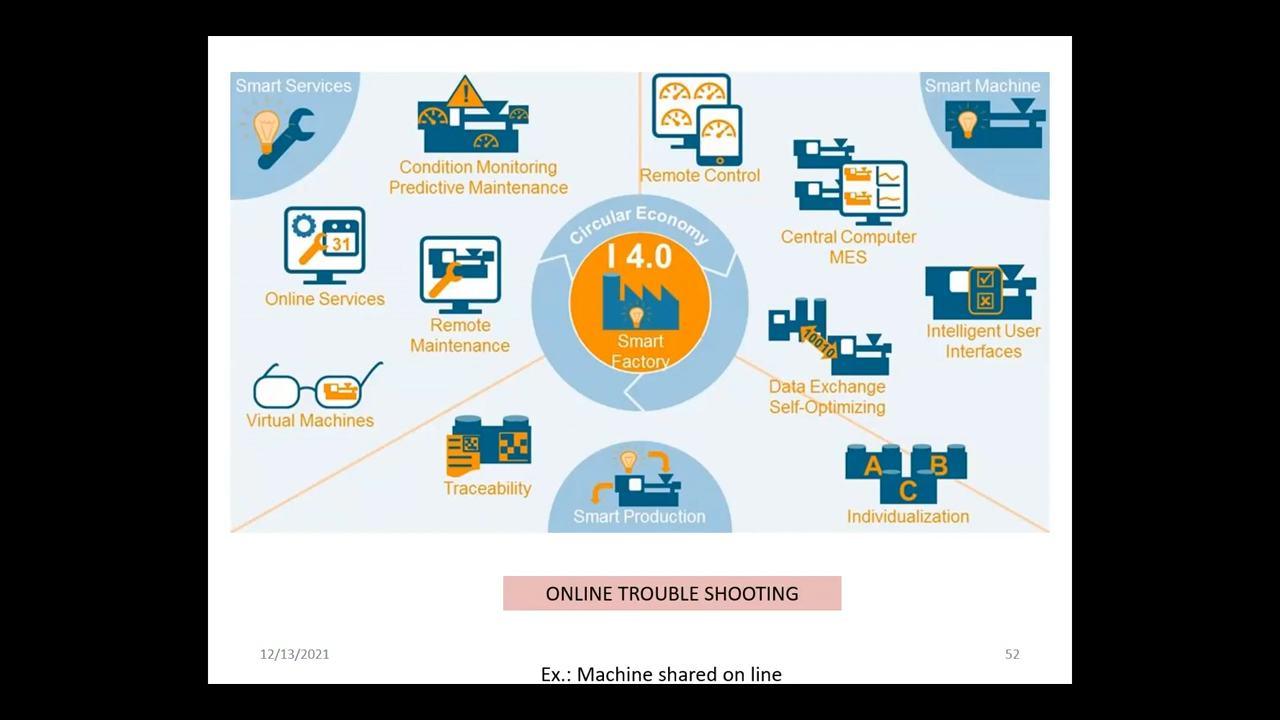 Smart Services
Smart Machine
Condition Monitoring
Predictive Maintenance
Remote Control
Circular Economy
Central Computer
MES
31
Online Services
I 4.0
Smart
Factory
Remote
Maintenance
Intelligent User
Interfaces
10010
Data Exchange
Self-Optimizing
Virtual Machines
Traceability
A
B
C
Smart Production
Individualization
ONLINE TROUBLE SHOOTING
12/13/2021
52
Ex.: Machine shared on line